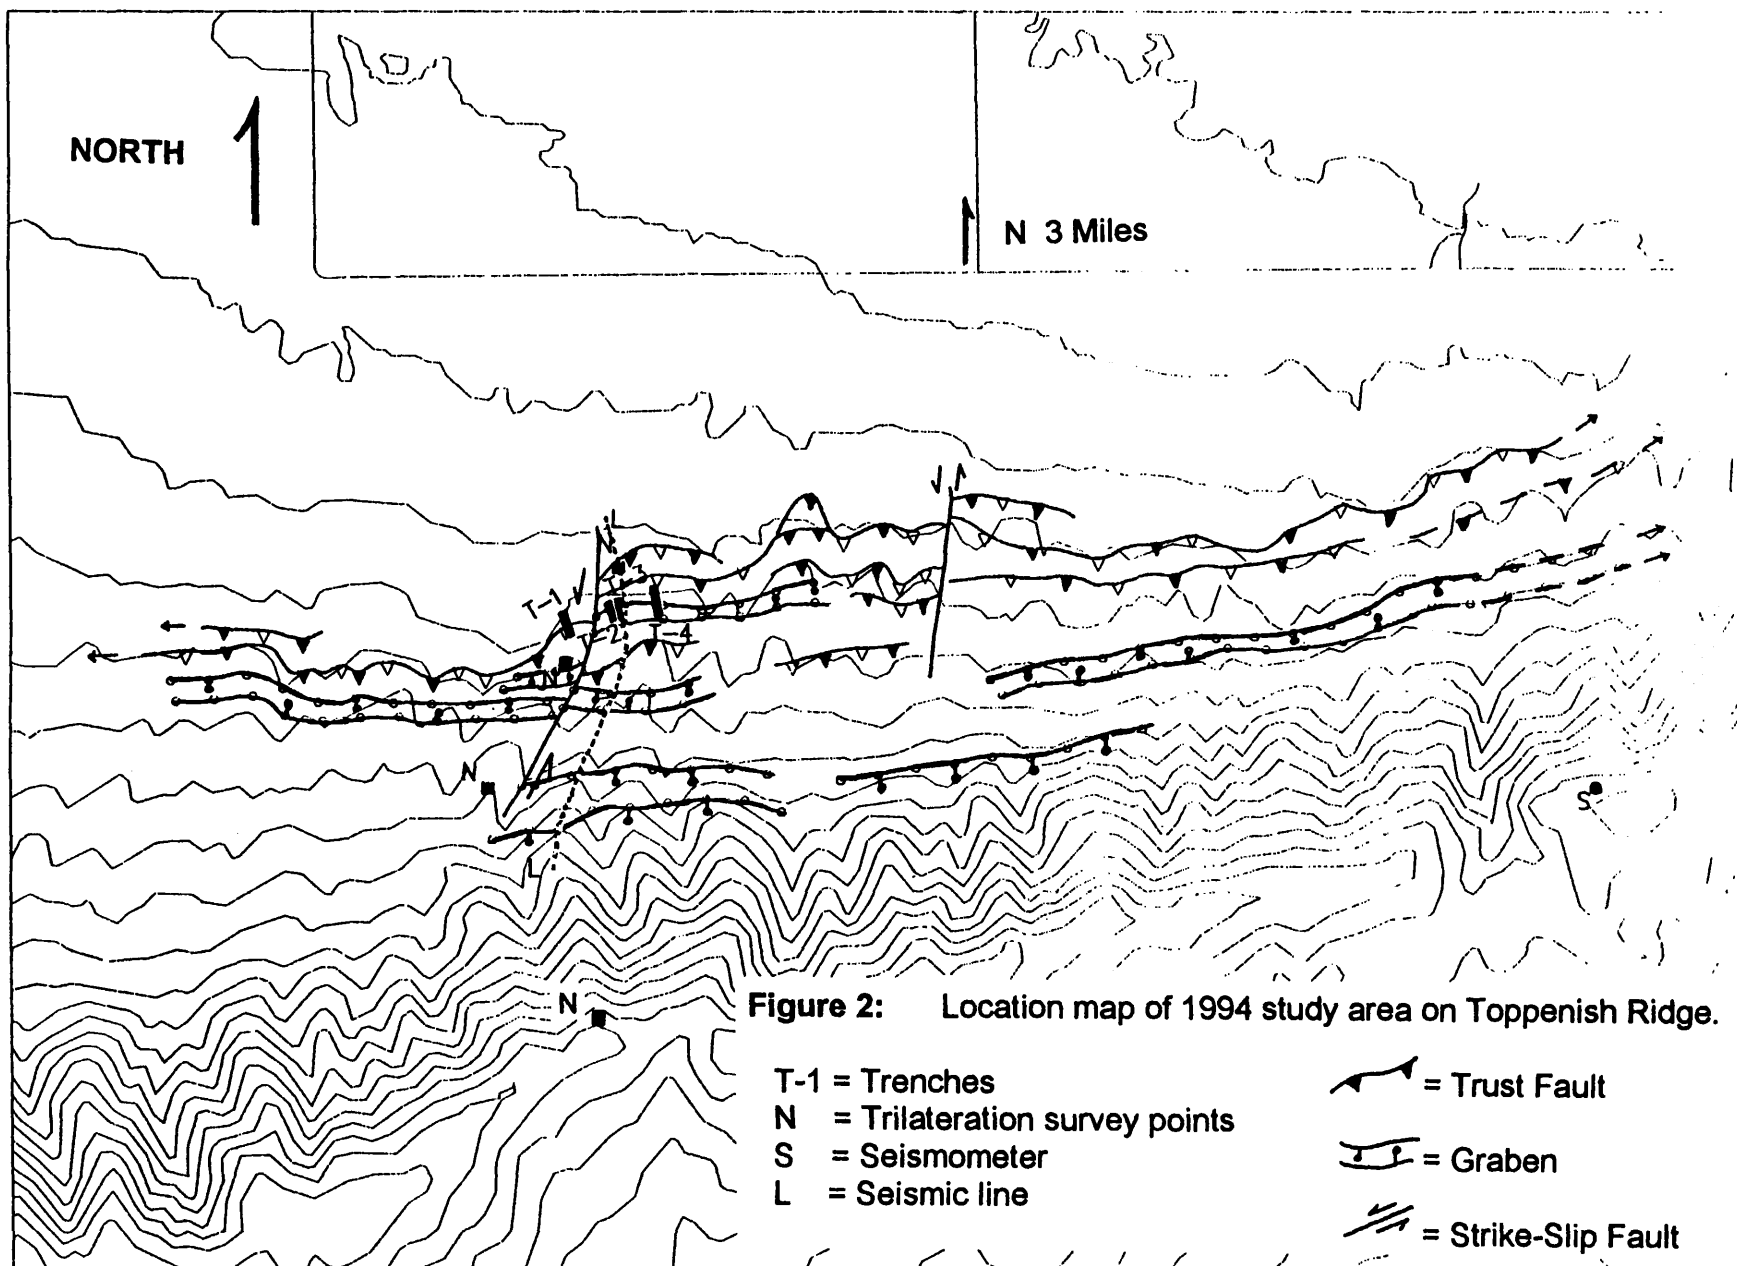 NORTH
N 3 Miles
L
N
T-3
T-1
T-2
T-4
N
N
S
L
N
Figure 2: Location map of 1994 study area on Toppenish Ridge.
T-1 = Trenches
N = Trilateration survey points
S = Seismometer
L = Seismic line
= Trust Fault
= Graben
= Strike-Slip Fault